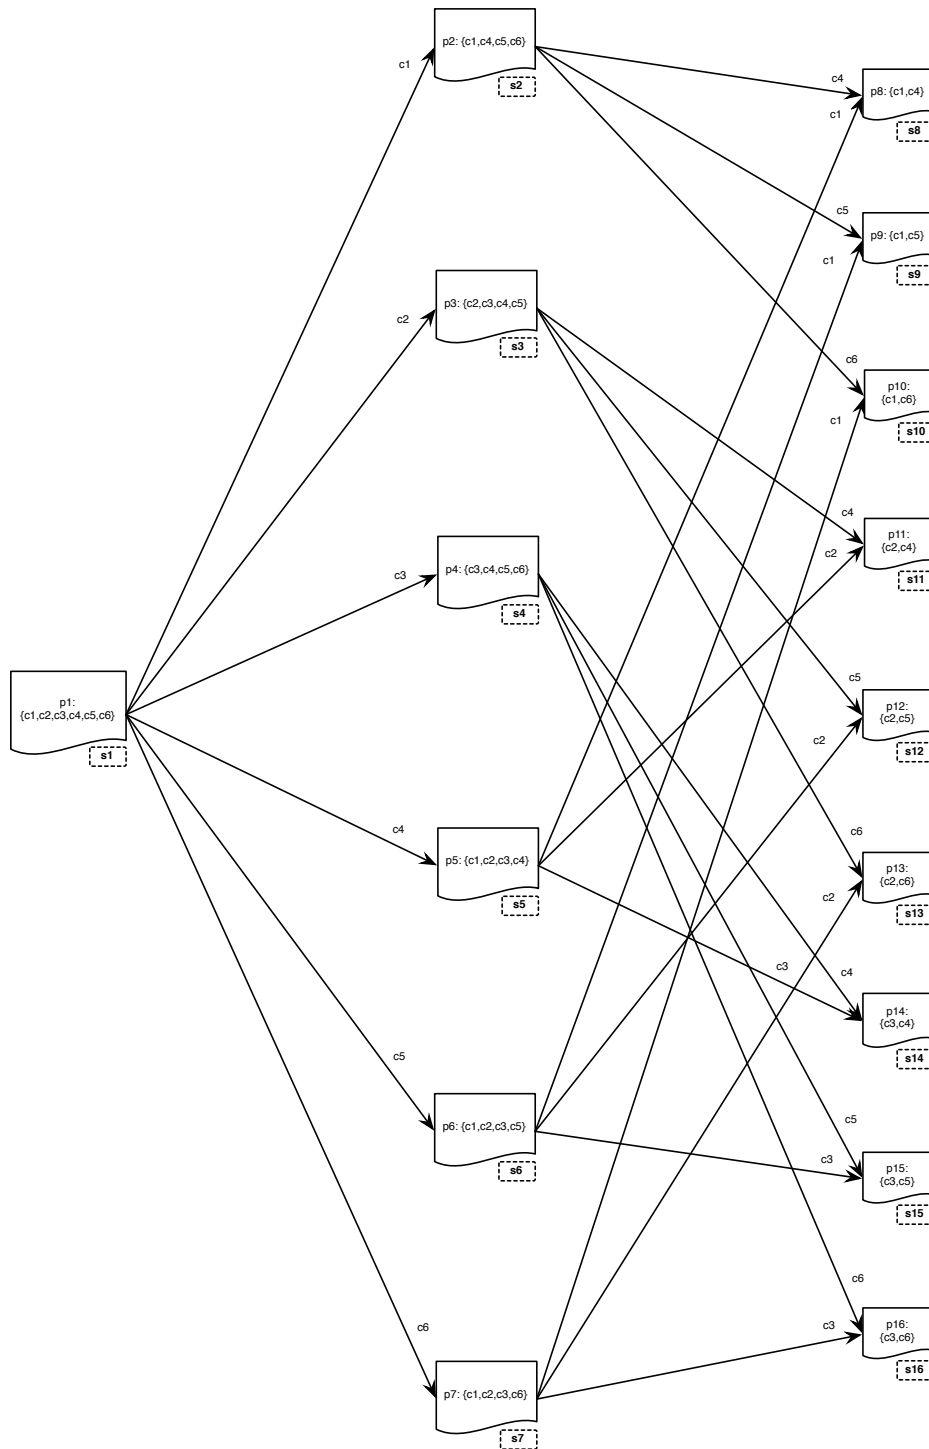 p2: {c1,c4,c5,c6}
s2
c1
c4
p8: {c1,c4}
c1
s8
c5
p9: {c1,c5}
c1
s9
p3: {c2,c3,c4,c5}
s3
c2
c6
p10:
{c1,c6}
c1
s10
c4
p11:
{c2,c4}
c2
s11
p4: {c3,c4,c5,c6}
s4
c3
p1:
{c1,c2,c3,c4,c5,c6}
s1
c5
p12:
{c2,c5}
c2
s12
c4
p5: {c1,c2,c3,c4}
s5
c6
p13:
{c2,c6}
c2
s13
c3
c4
p14:
{c3,c4}
s14
c5
p6: {c1,c2,c3,c5}
s6
c5
c3
p15:
{c3,c5}
s15
c6
c6
c3
p16:
{c3,c6}
s16
p7: {c1,c2,c3,c6}
s7